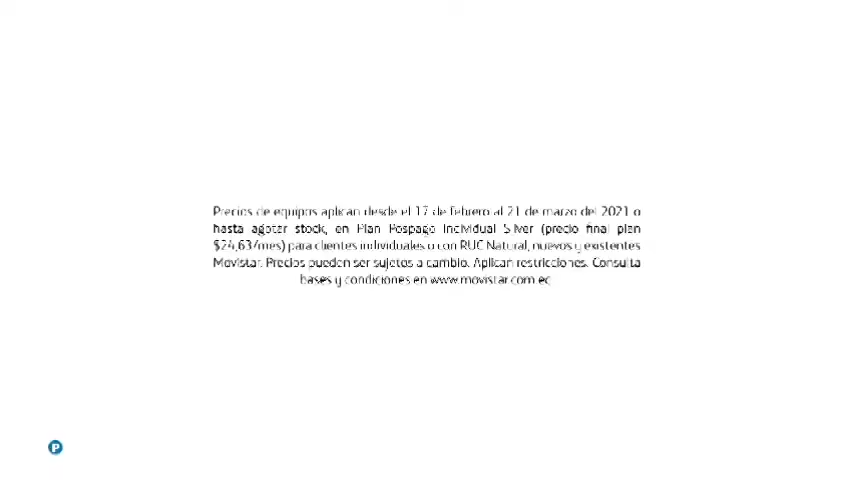 Precios de equipos aplican desde el 17 de febrero al 21 de marzo del 2021 o
hasta agotar stock, en Plan Pospago Individual Silver (precio final plan
$24,63/mes) para clientes individuales o con RUC Natural, nuevos y existentes
Movistar. Precios pueden ser sujetos a cambio. Aplican restricciones. Consulta
bases y condiciones en www.movistar.com.ec
P